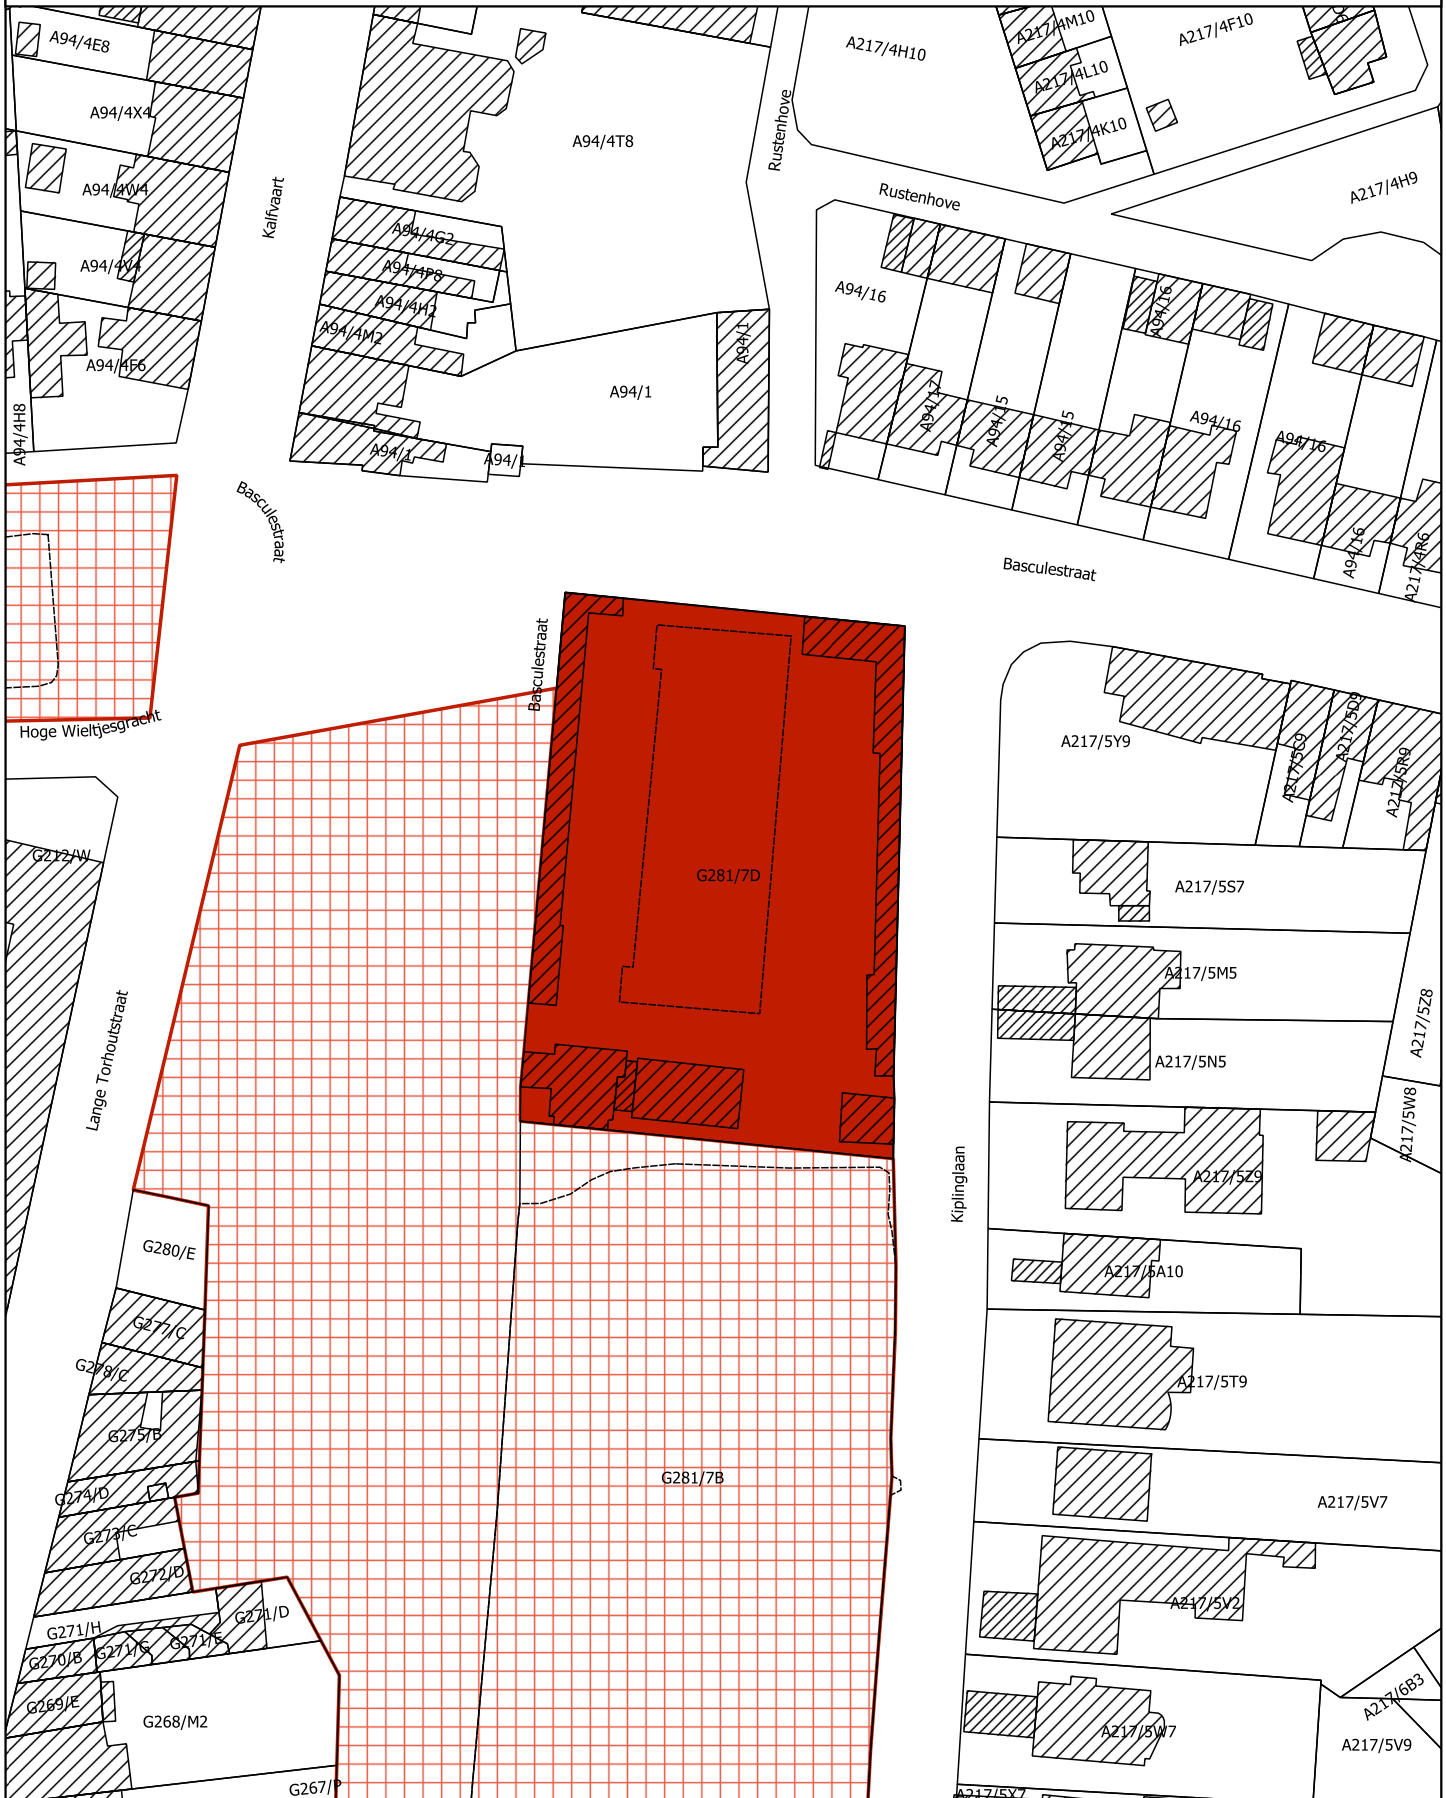 A94/4E8
A94/4X4
A94/4W4
A94/4V4
A94/4F6
A94/4H8
Kalfvaart
A94/4T8
A94/4G2
A94/4P8
A94/4H2
A94/4M2
A94/1
A94/1
A94/1
A94/1
Rustenhove
Rustenhove
A217/4H10
A217/4M10
A217/4L10
A217/4K10
A217/4F10
A217/4H9
A94/16
A94/16
A94/17
A94/15
A94/15
A94/16
A94/16
A94/16
A217/4R6
Basculestraat
Basculestraat
Basculestraat
Hoge Wieltjesgracht
G212/W
Lange Torhoutstraat
G281/7D
A217/5Y9
A217/5C9
A217/5D9
A217/5R9
A217/5S7
A217/5M5
A217/5Z8
A217/5N5
A217/5W8
A217/5Z9
Kiplinglaan
A217/5A10
A217/5T9
A217/5V7
A217/5V2
A217/6B3
A217/5W7
A217/5V9
A217/5X7
G280/E
G277/C
G278/C
G275/B
G274/D
G273/C
G272/D
G271/D
G271/H
G271/E
G271/G
G270/B
G269/E
G268/M2
G267/P
G281/7B